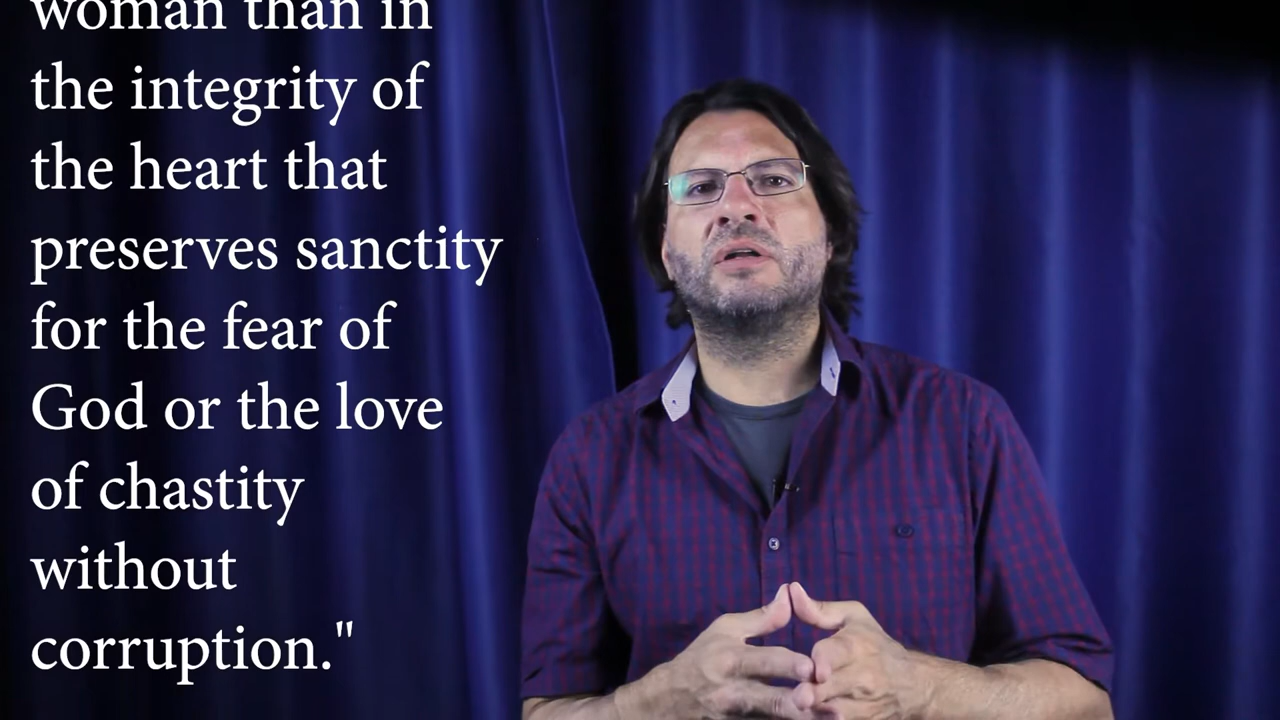 woman than in
the integrity of
the heart that
preserves sanctity
for the fear of
God or the love
of chastity
without
corruption."